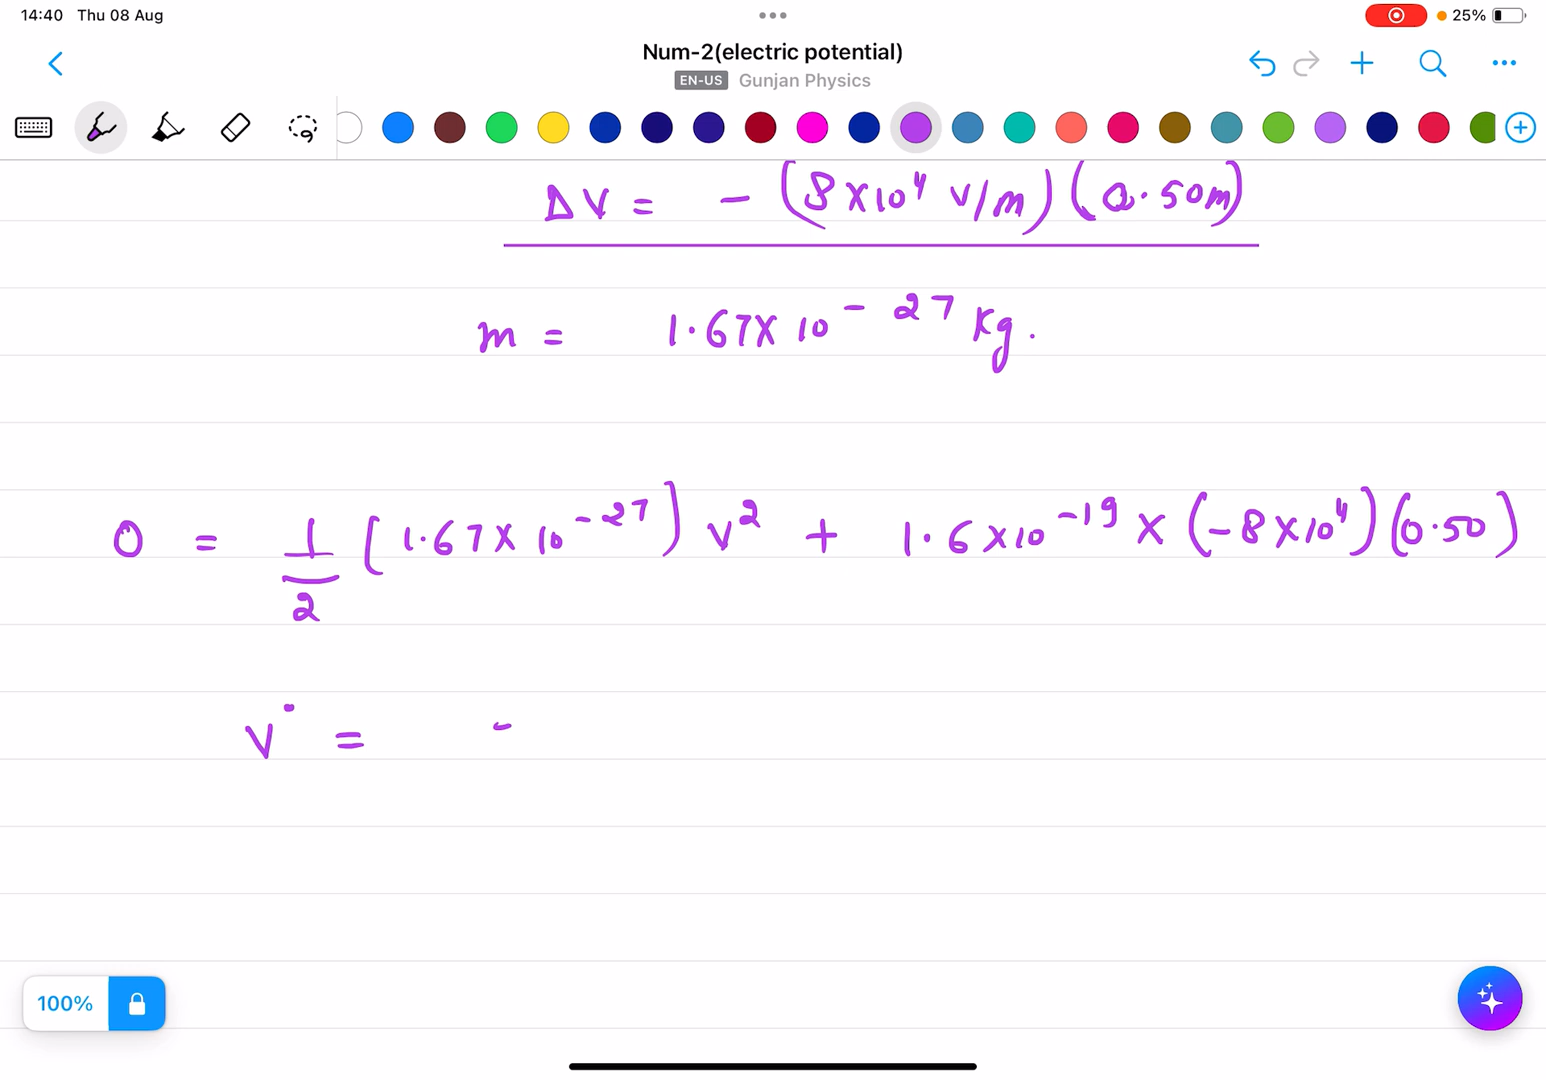 14:40 Thu 08 Aug
25%
Num-2(electric potential)
EN-US Gunjan Physics
ΔV = - (8×10⁴ V/m) (0.50m)
m = 1.67×10⁻²⁷ Kg.
0 = 1/2 [1.67×10⁻²⁷) v² + 1.6×10⁻¹⁹ × (-8×10⁴) (0.50)
v = -
100%